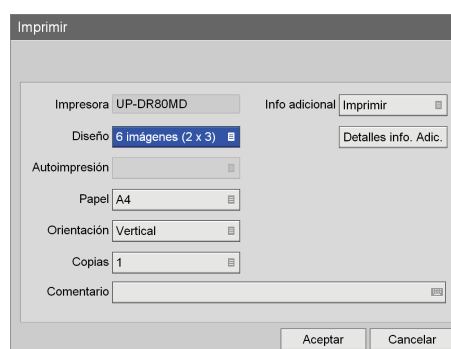 Imprimir
Impresora UP-DR80MD Info adicional Imprimir
Diseño 6 imágenes (2 x 3) Detalles info. Adic.
Autoimpresión
Papel A4
Orientación Vertical
Copias 1
Comentario
Aceptar Cancelar